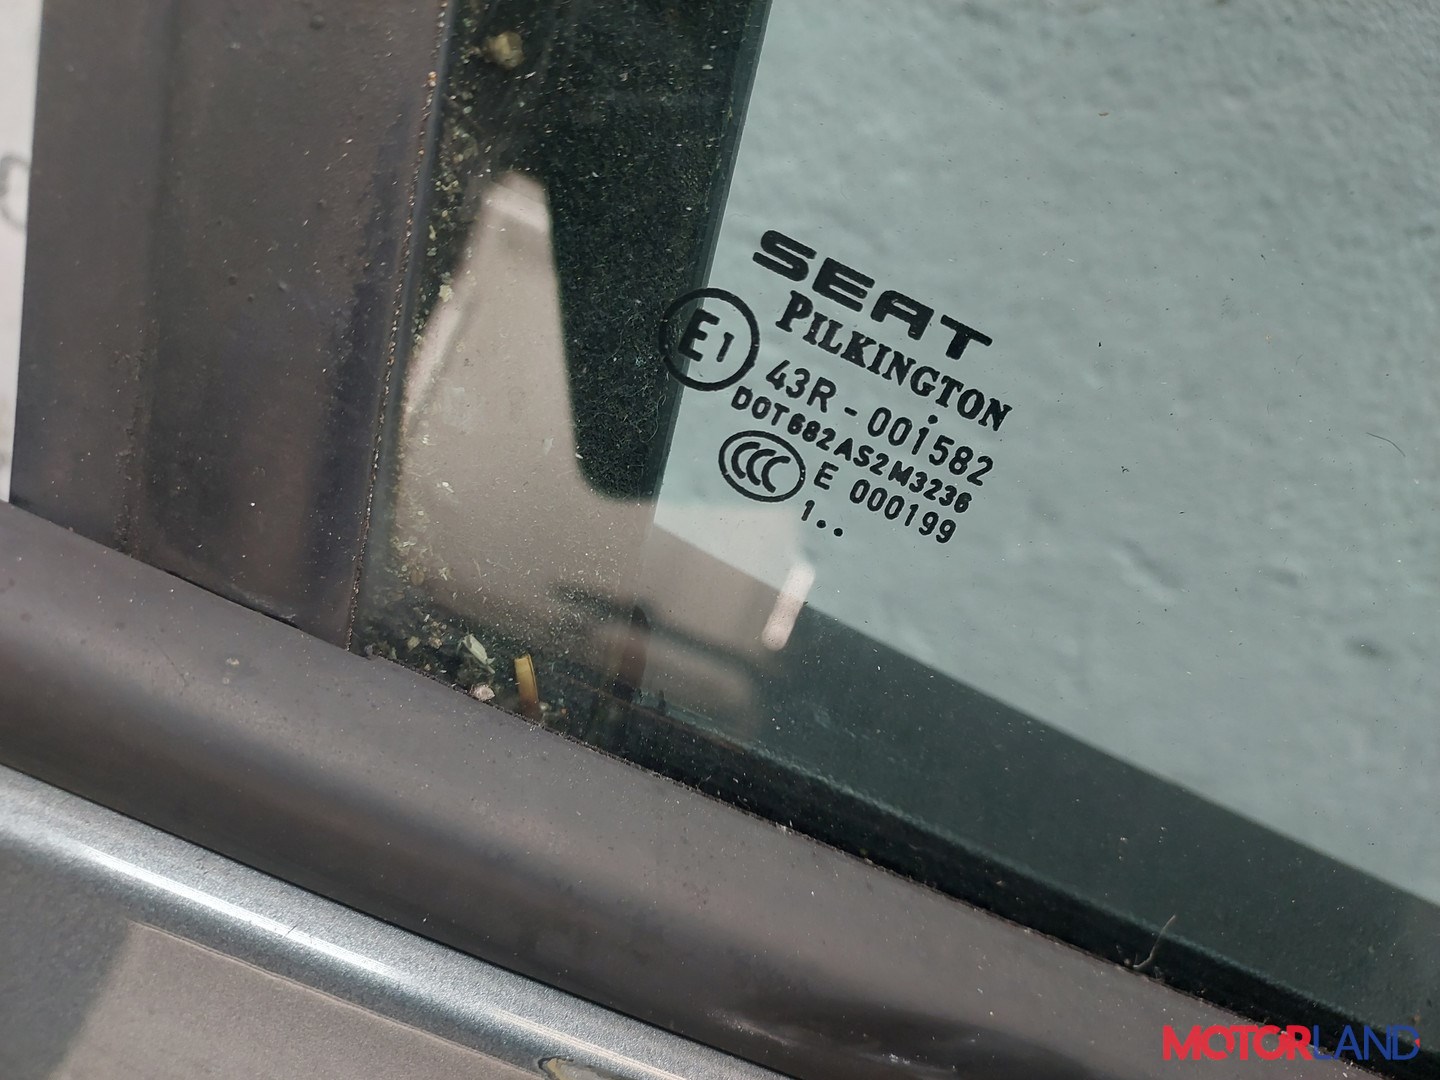 SEAT
PILKINGTON
E1
43R - 001582
DOT682AS2M3236
CCC E 000199
1..
MOTORLAND